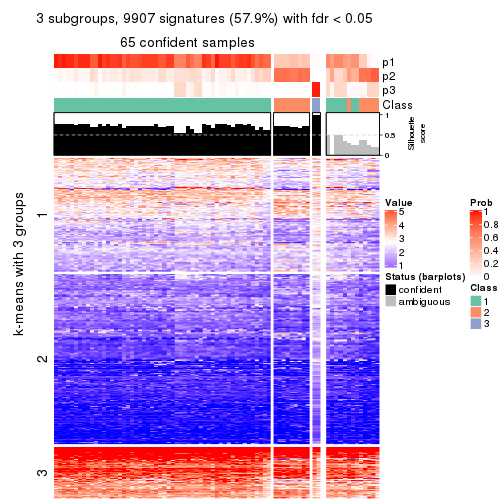 3 subgroups, 9907 signatures (57.9%) with fdr < 0.05
65 confident samples
p1
p2
p3
Class
1
0.5
0
Silhouette
score
k-means with 3 groups
1
2
3
Value
5
4
3
2
1
Status (barplots)
confident
ambiguous
Prob
1
0.8
0.6
0.4
0.2
0
Class
1
2
3